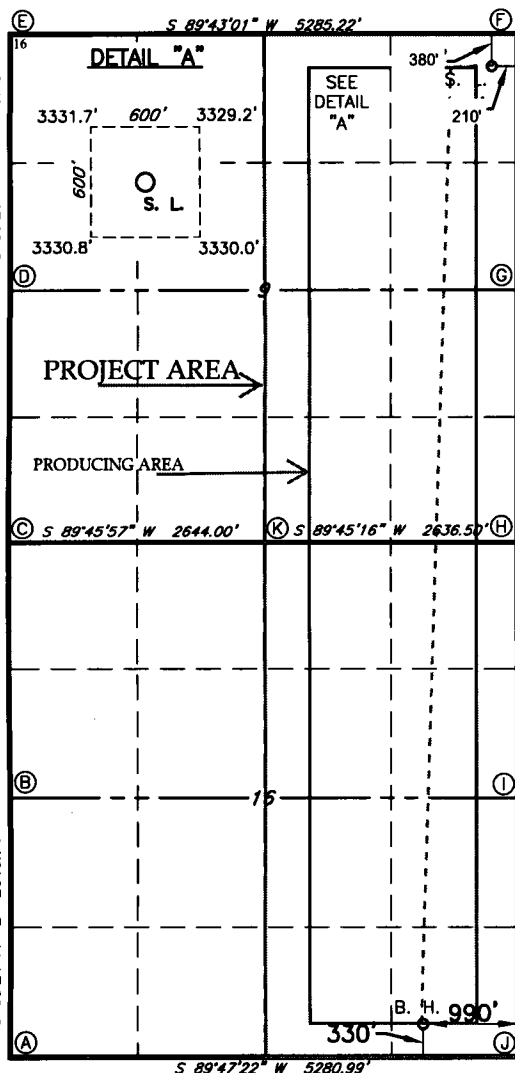 S 89°43'01" W 5285.22'
E
F
16
DETAIL "A"
380'
SEE
DETAIL
"A"
S. L.
210'
3331.7' 600' 3329.2'
600'
S. L.
3330.8' 3330.0'
D
9
G
PROJECT AREA
PRODUCING AREA
C S 89°45'57" W 2644.00' K S 89°45'16" W 2636.50' H
B
16
I
B. H. 990'
330'
A
J
S 89°47'22" W 5280.99'